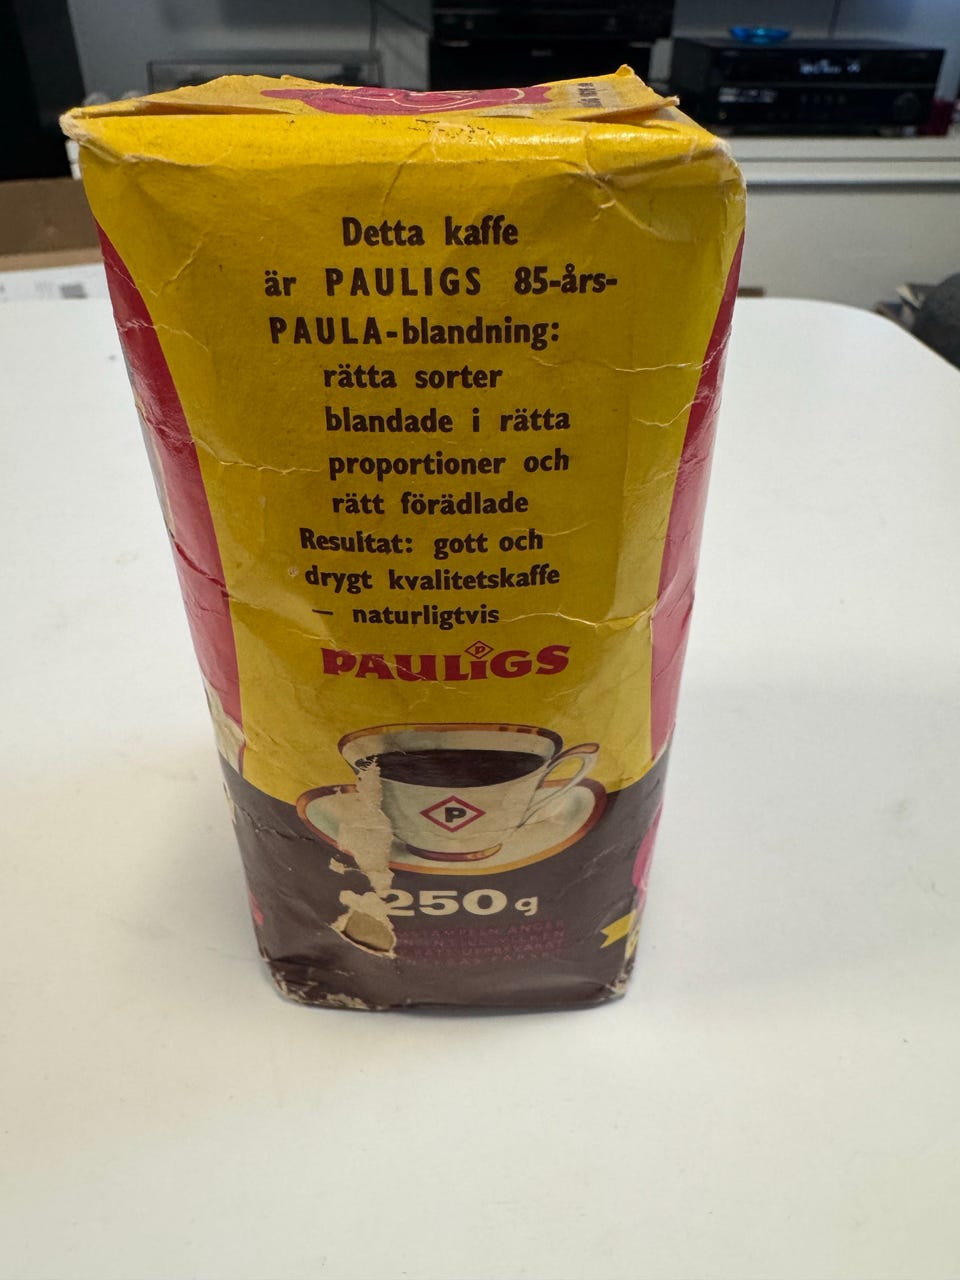 Detta kaffe
är PAULIGS 85-års-
PAULA-blandning:
rätta sorter
blandade i rätta
proportioner och
rätt förädlade
Resultat: gott och
drygt kvalitetskaffe
— naturligtvis
P
PAULIGS
P
250g